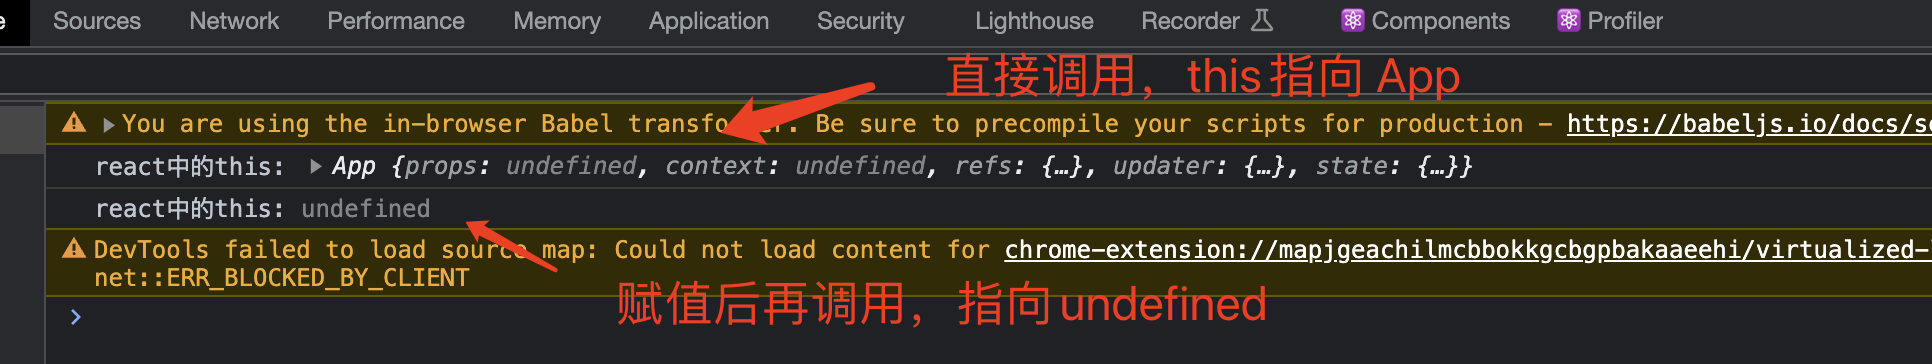 Sources Network Performance Memory Application Security Lighthouse Recorder Components Profiler
直接调用，this指向 App
You are using the in-browser Babel transformer. Be sure to precompile your scripts for production – https://babeljs.io/docs/
react中的this: App {props: undefined, context: undefined, refs: {…}, updater: {…}, state: {…}}
react中的this: undefined
DevTools failed to load source map: Could not load content for chrome-extension://mapjgeachilmcbbokkgcbgpbakaaeehi/virtualized-
net::ERR_BLOCKED_BY_CLIENT
赋值后再调用，指向undefined